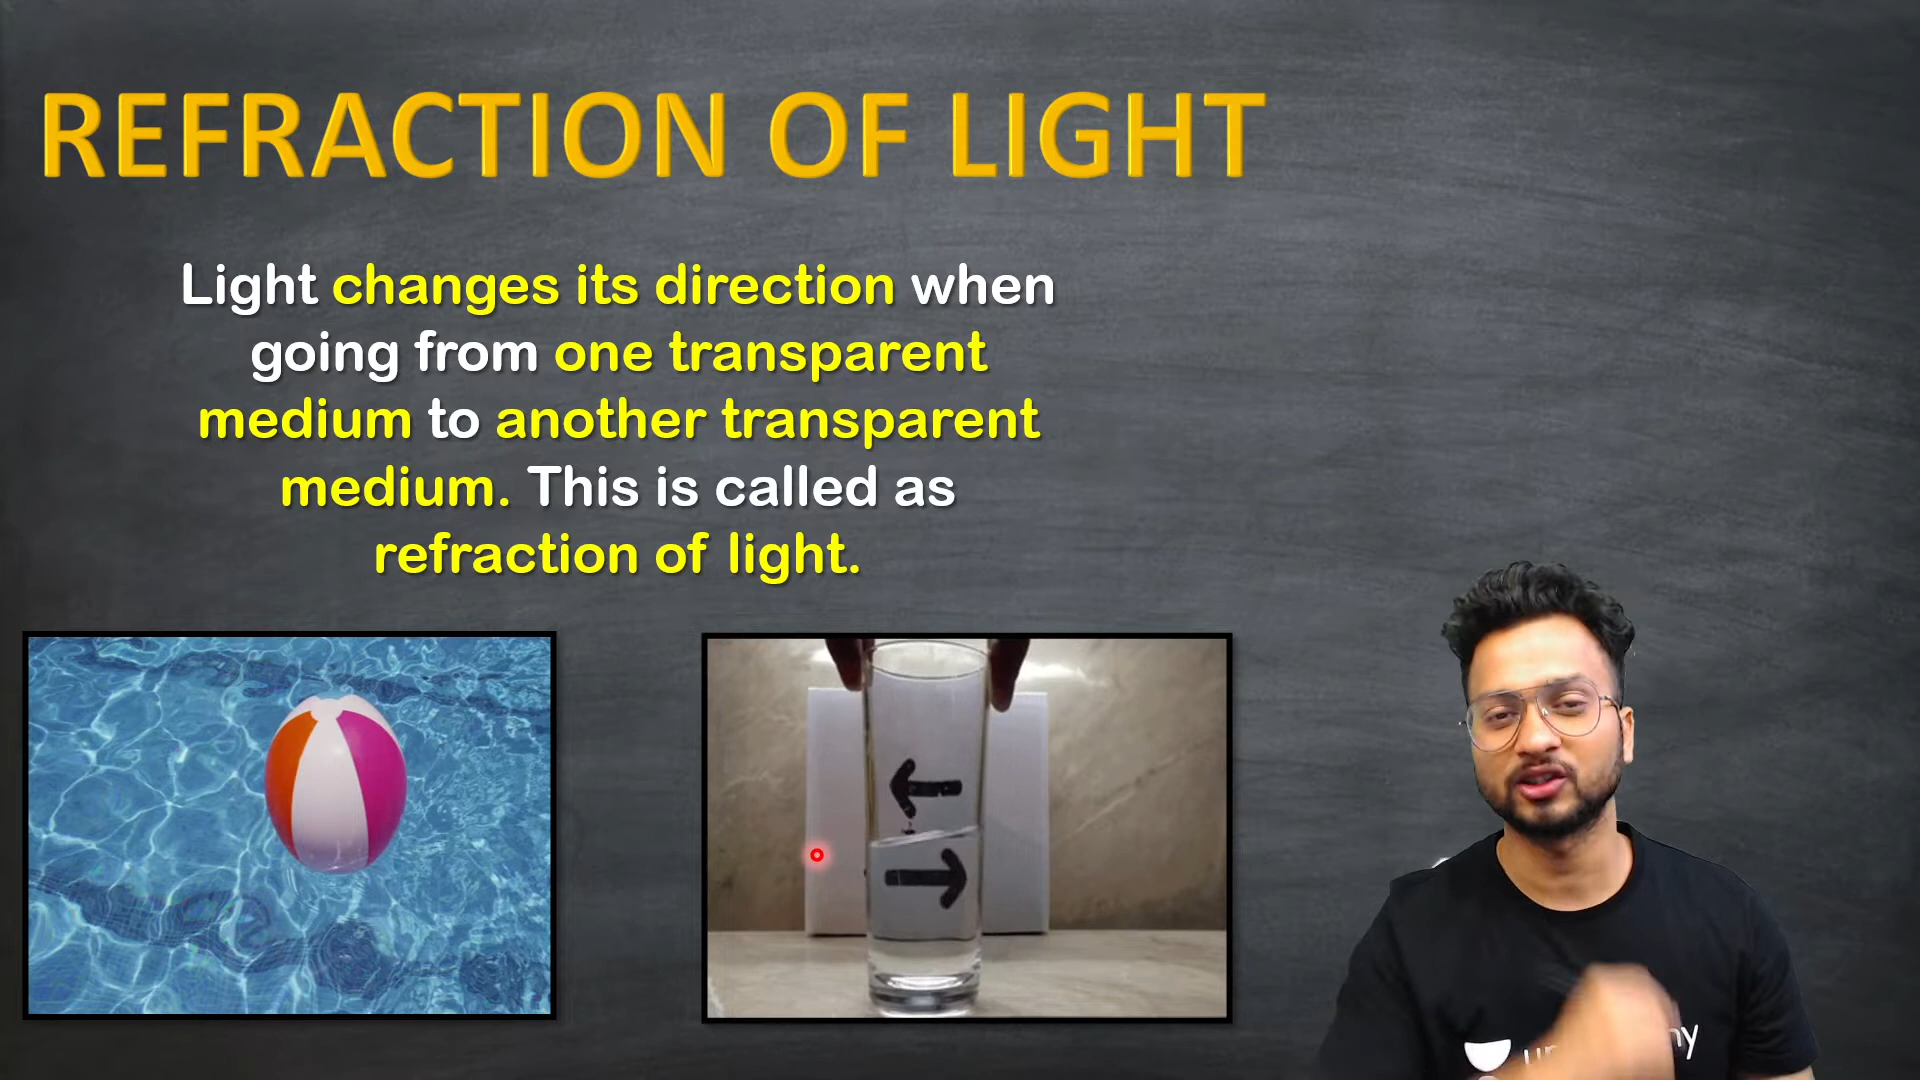 REFRACTION OF LIGHT
Light changes its direction when
going from one transparent
medium to another transparent
medium. This is called as
refraction of light.